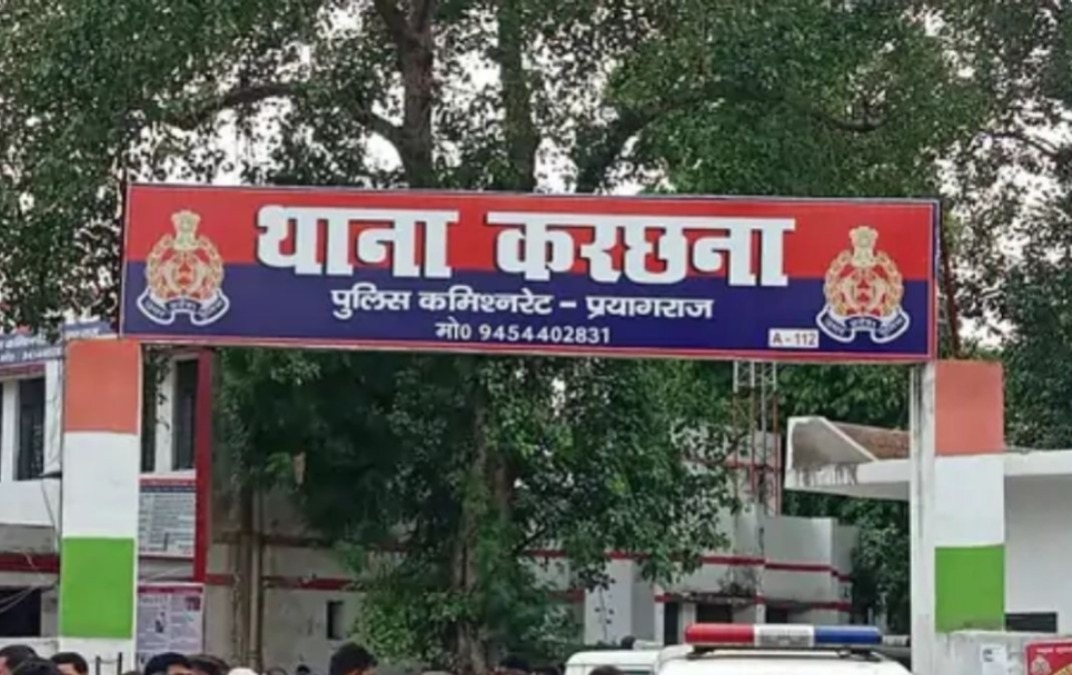 थाना करछना
पुलिस कमिश्नरेट - प्रयागराज
मो0 9454402831
A - 112